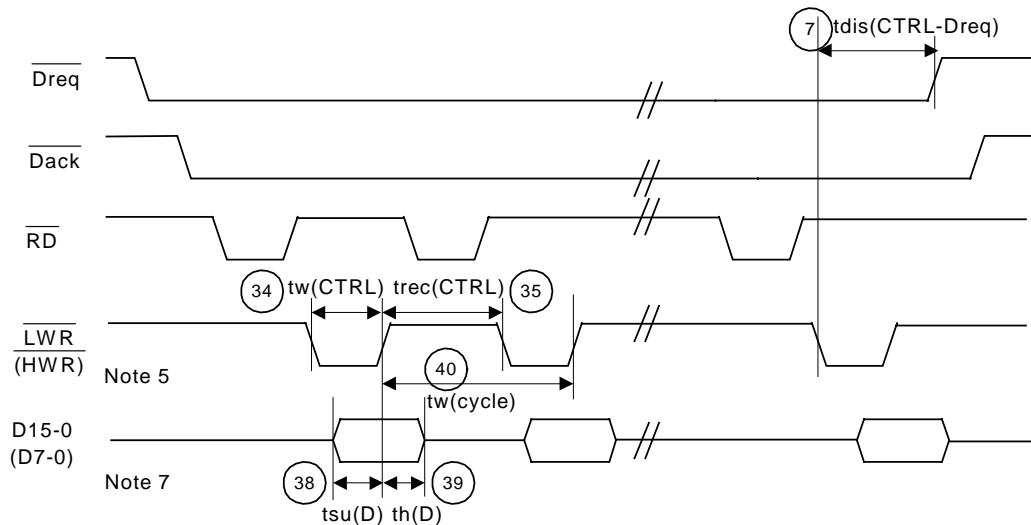 7 tdis(CTRL-Dreq)
Dreq
Dack
RD
34 tw(CTRL) trec(CTRL) 35
LWR
(HWR)
Note 5
40
tw(cycle)
D15-0
(D7-0)
Note 7
38 39
tsu(D) th(D)